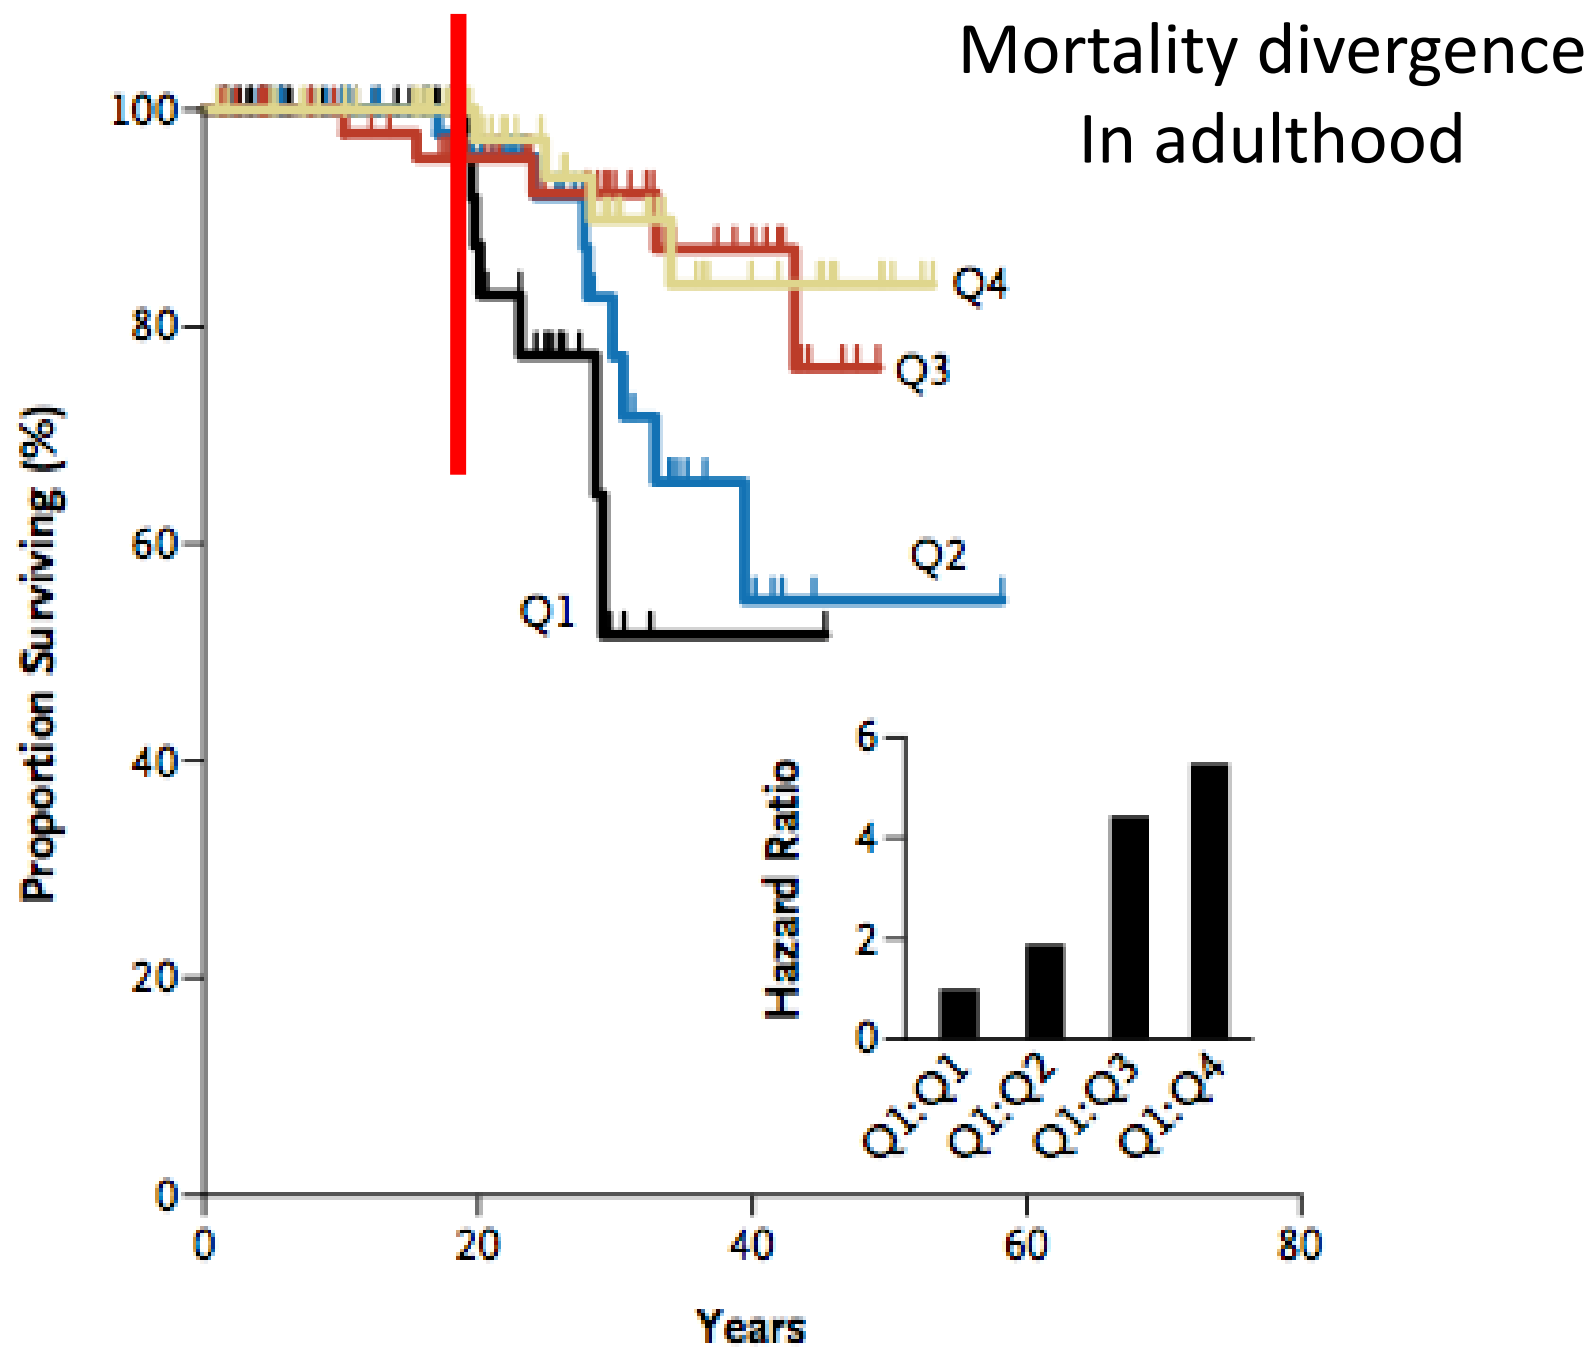 Mortality divergence
In adulthood
100
80
60
40
20
0
Proportion Surviving (%)
Q4
Q3
Q2
Q1
6
4
2
0
Hazard Ratio
Q1:Q1
Q1:Q2
Q1:Q3
Q1:Q4
0
20
40
60
80
Years